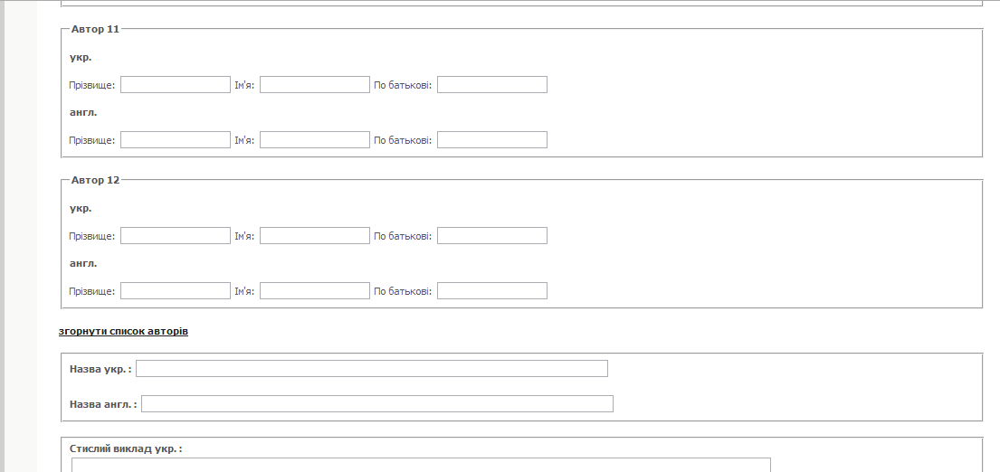 Автор 11
укр.
Прізвище: Ім'я: По батькові:
англ.
Прізвище: Ім'я: По батькові:
Автор 12
укр.
Прізвище: Ім'я: По батькові:
англ.
Прізвище: Ім'я: По батькові:
згорнути список авторів
Назва укр. :
Назва англ. :
Стислий виклад укр. :